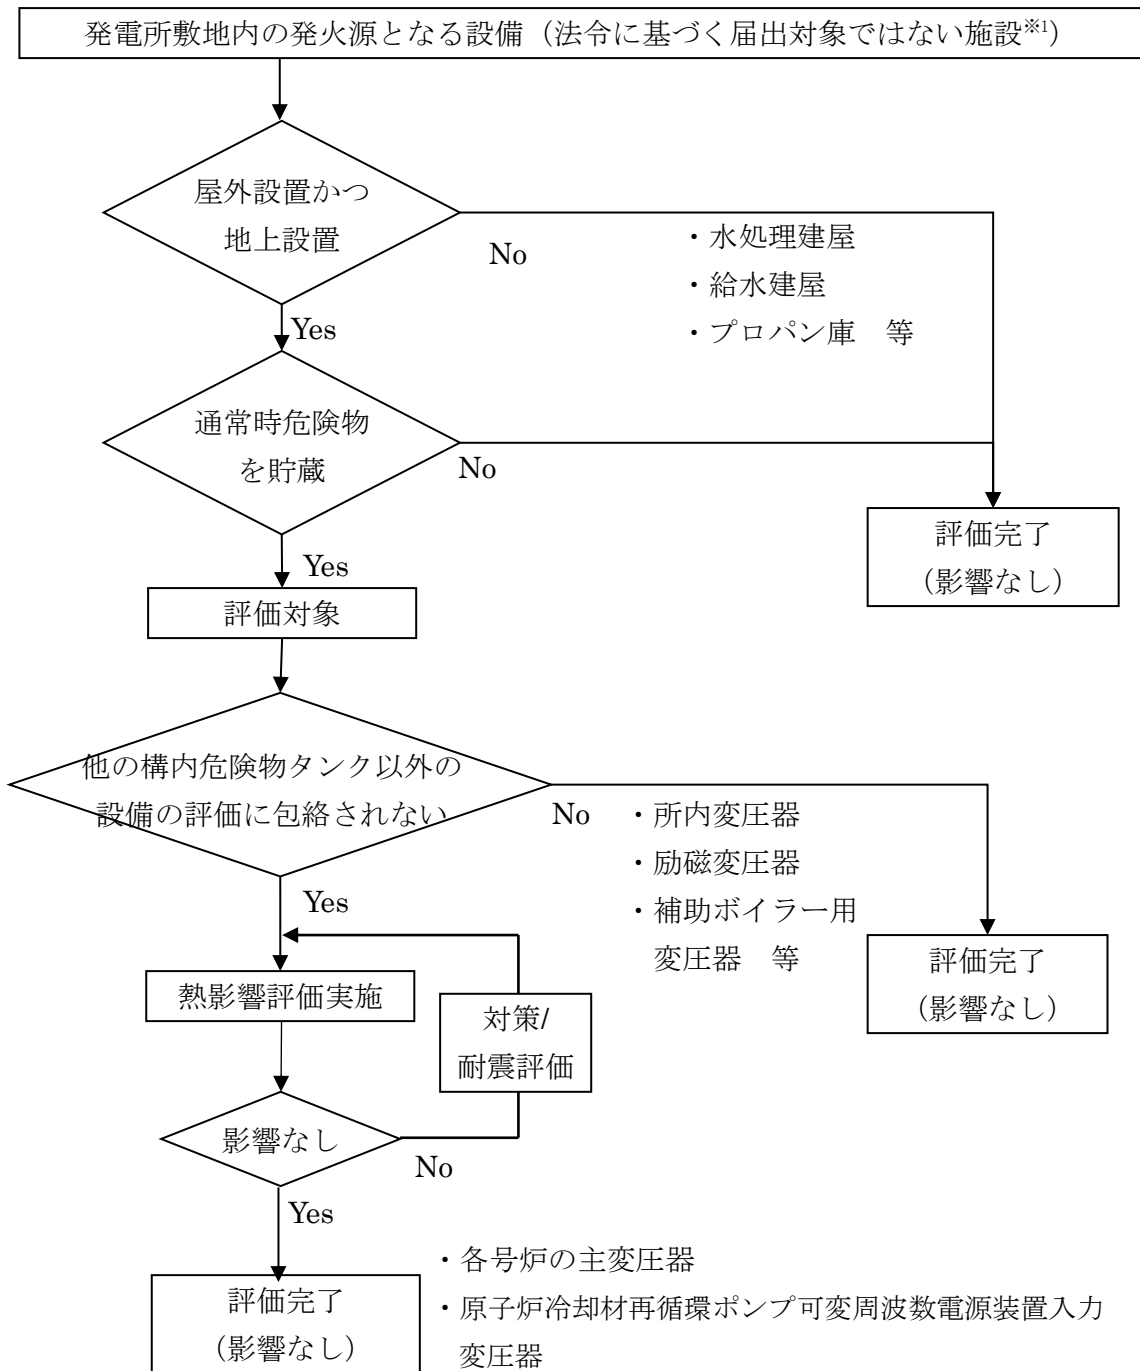 発電所敷地内の発火源となる設備（法令に基づく届出対象ではない施設※1）
屋外設置かつ
地上設置
No
・水処理建屋
・給水建屋
・プロパン庫　等
Yes
通常時危険物
を貯蔵
No
評価完了
（影響なし）
Yes
評価対象
他の構内危険物タンク以外の
設備の評価に包絡されない
No
・所内変圧器
・励磁変圧器
・補助ボイラー用
変圧器　等
Yes
評価完了
（影響なし）
熱影響評価実施
対策/
耐震評価
影響なし
No
Yes
・各号炉の主変圧器
・原子炉冷却材再循環ポンプ可変周波数電源装置入力
変圧器
評価完了
（影響なし）